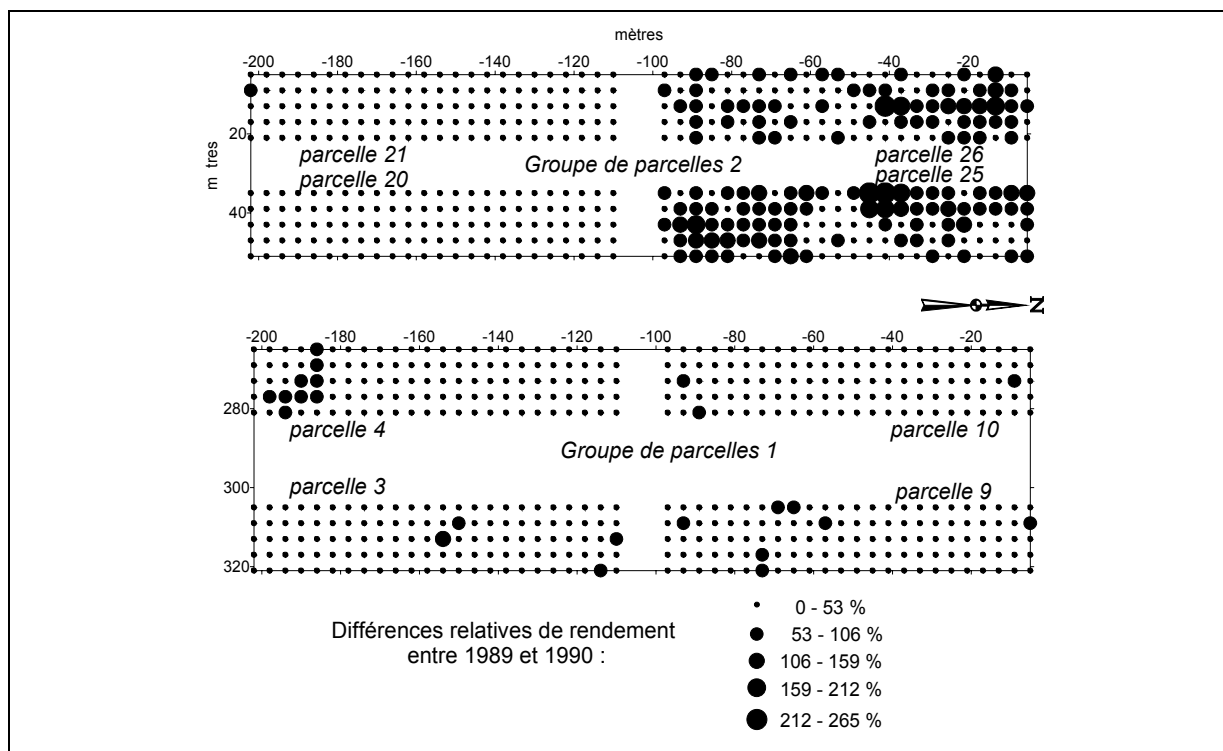 mètres
-200 -180 -160 -140 -120 -100 -80 -60 -40 -20
m tres
20
40
parcelle 21
parcelle 20
Groupe de parcelles 2
parcelle 26
parcelle 25
N
-200 -180 -160 -140 -120 -100 -80 -60 -40 -20
280
300
320
parcelle 4
parcelle 10
Groupe de parcelles 1
parcelle 3
parcelle 9
Différences relatives de rendement
entre 1989 et 1990 :
0 - 53 %
53 - 106 %
106 - 159 %
159 - 212 %
212 - 265 %